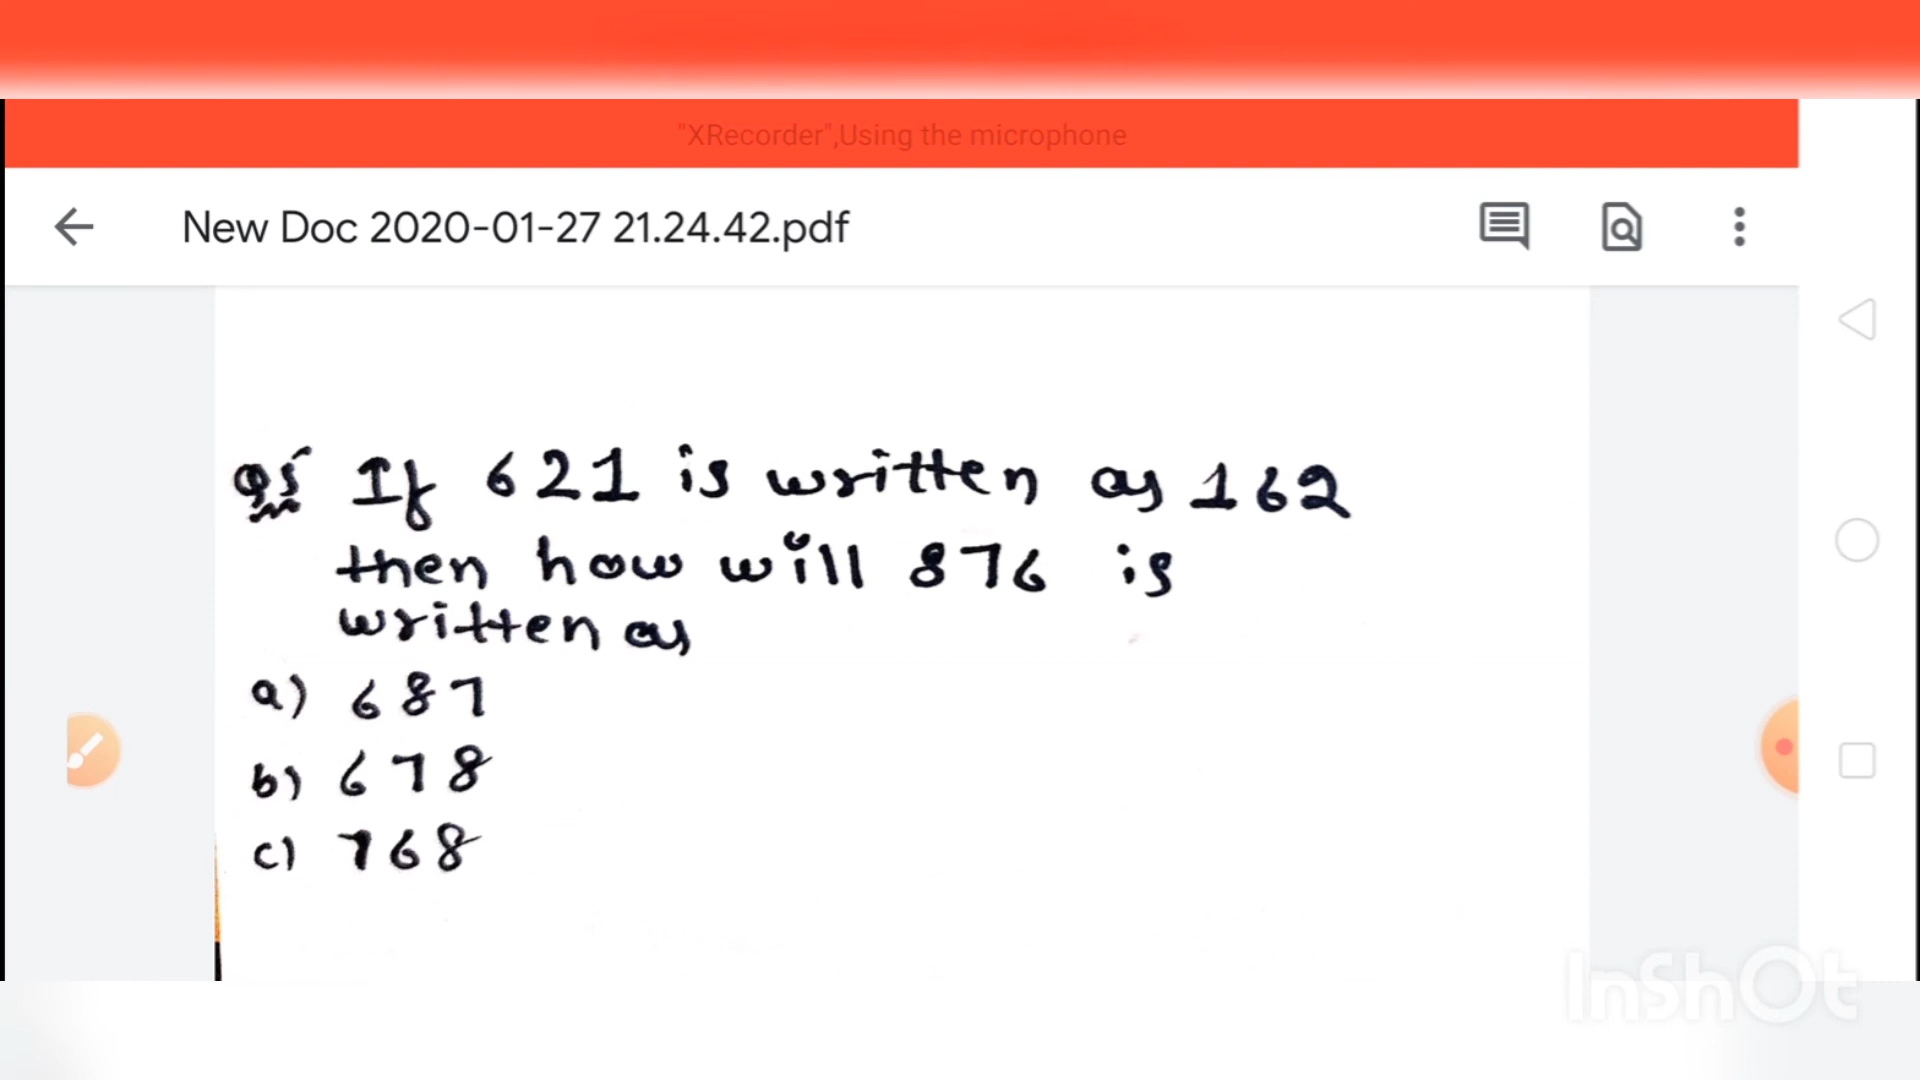 "XRecorder",Using the microphone
New Doc 2020-01-27 21.24.42.pdf
Q5 If 621 is written as 162
then how will 876 is
written as
a) 687
b) 678
c) 768
InShOt